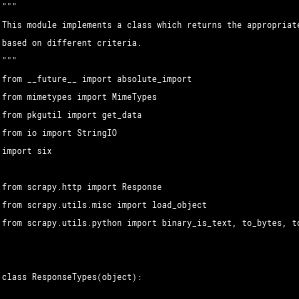 """
This module implements a class which returns the appropriate
based on different criteria.
"""
from __future__ import absolute_import
from mimetypes import MimeTypes
from pkgutil import get_data
from io import StringIO
import six
from scrapy.http import Response
from scrapy.utils.misc import load_object
from scrapy.utils.python import binary_is_text, to_bytes,
class ResponseTypes(object):